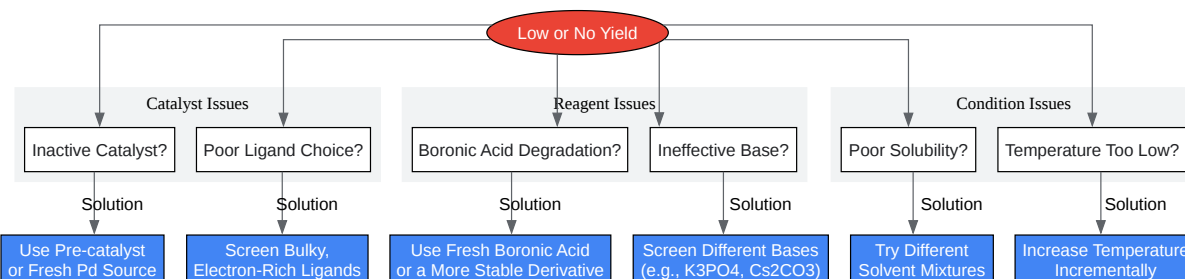 Low or No Yield
Catalyst Issues
Reagent Issues
Condition Issues
Inactive Catalyst?
Poor Ligand Choice?
Boronic Acid Degradation?
Ineffective Base?
Poor Solubility?
Temperature Too Low?
Solution
Solution
Solution
Solution
Solution
Solution
Use Pre-catalyst
or Fresh Pd Source
Screen Bulky,
Electron-Rich Ligands
Use Fresh Boronic Acid
or a More Stable Derivative
Screen Different Bases
(e.g., K3PO4, Cs2CO3)
Try Different
Solvent Mixtures
Increase Temperature
Incrementally